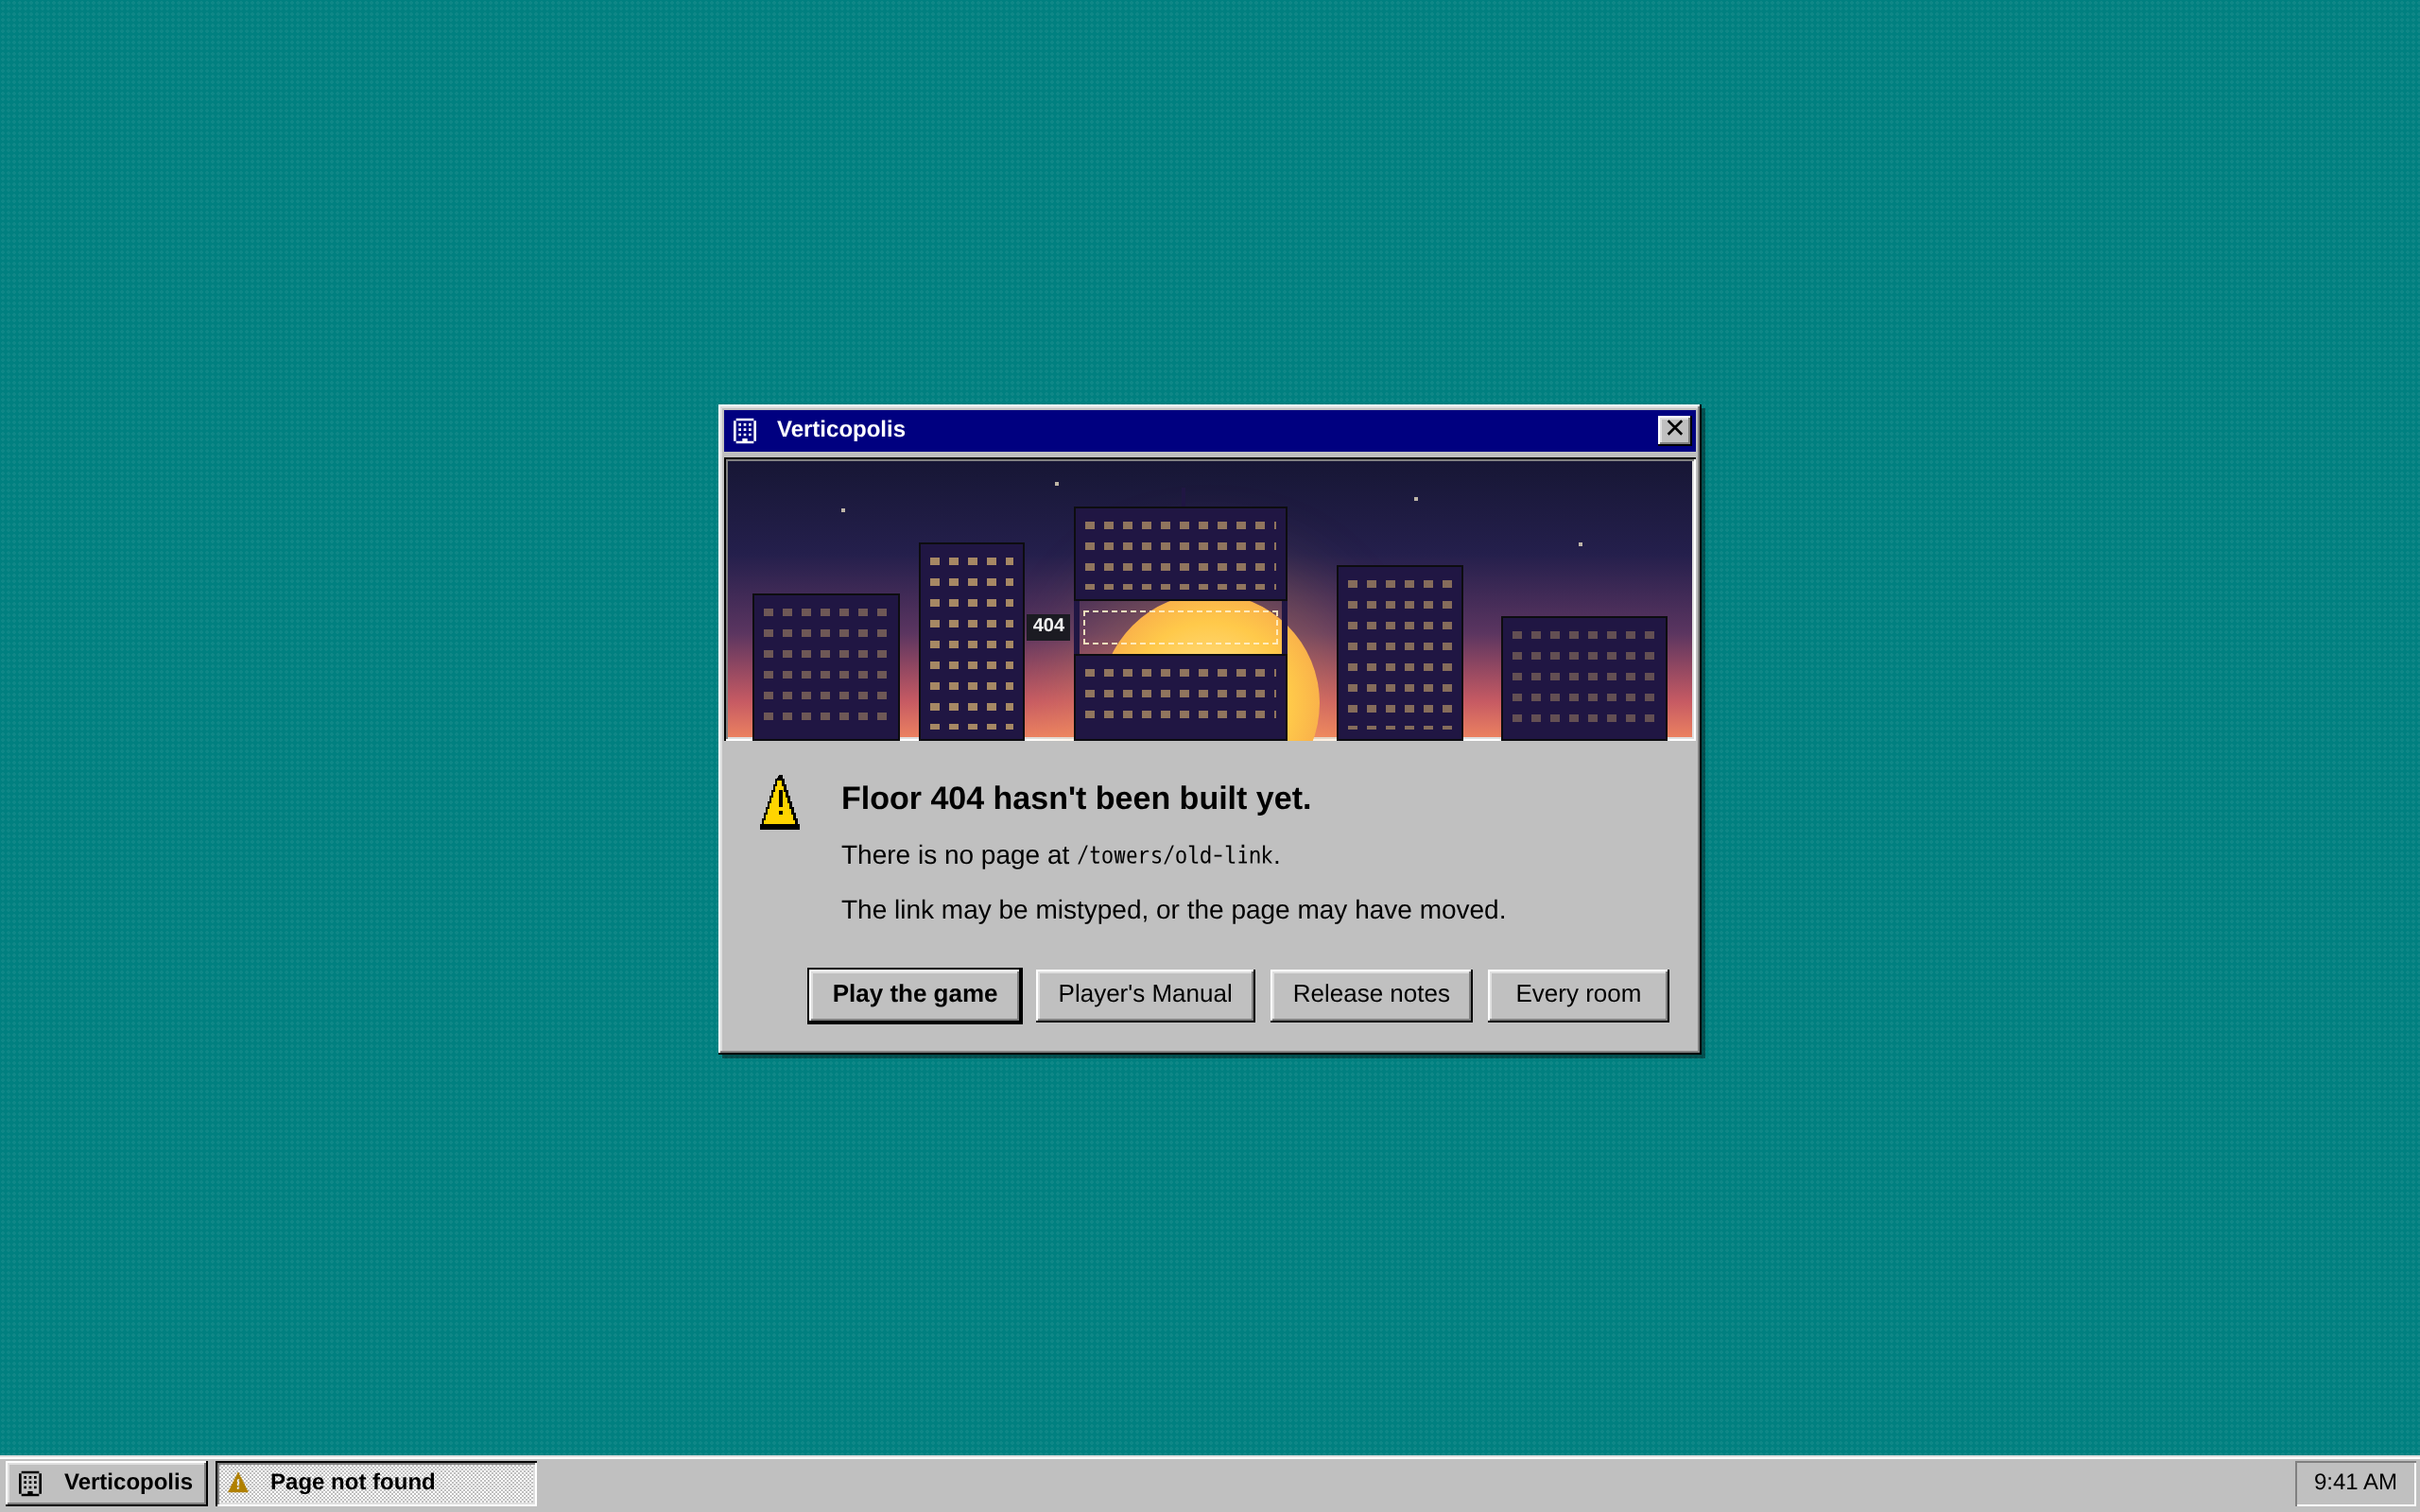 Verticopolis
404
Floor 404 hasn't been built yet.
There is no page at /towers/old-link.
The link may be mistyped, or the page may have moved.
Play the game
Player's Manual
Release notes
Every room
Verticopolis
Page not found
9:41 AM